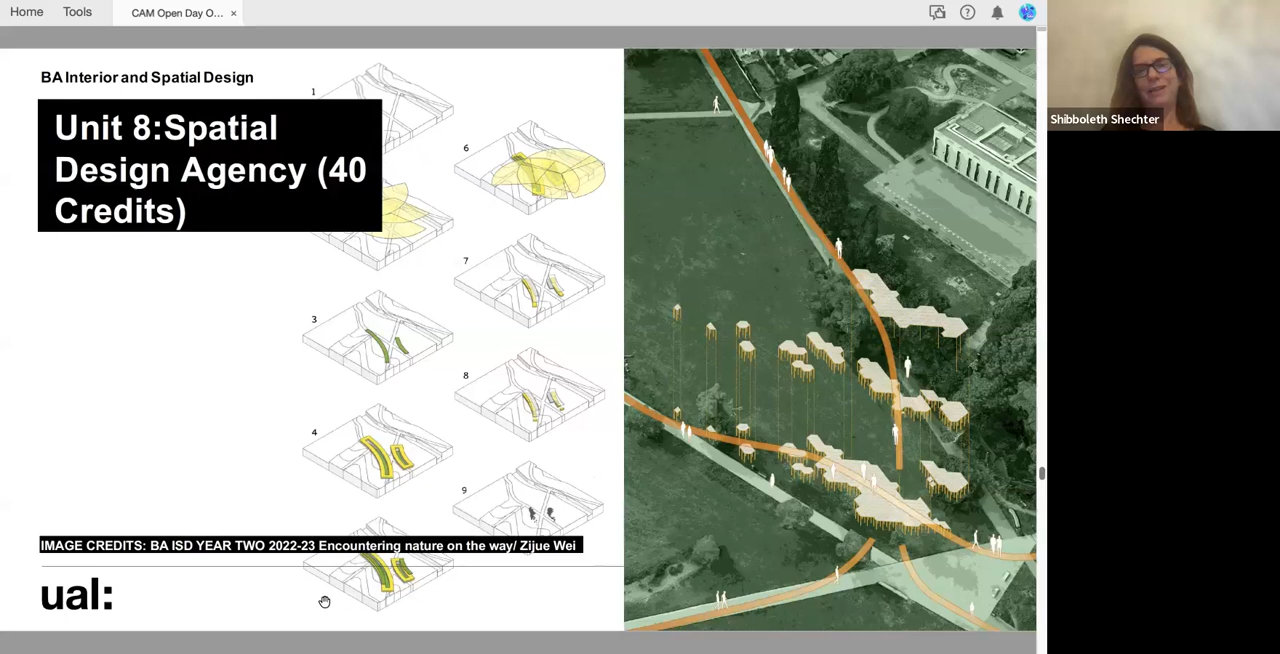 Home
Tools
CAM Open Day O...
×
BA Interior and Spatial Design
Unit 8:Spatial
Design Agency (40
Credits)
1
6
7
3
8
4
9
IMAGE CREDITS: BA ISD YEAR TWO 2022-23 Encountering nature on the way/ Zijue Wei
ual:
Shibboleth Shechter